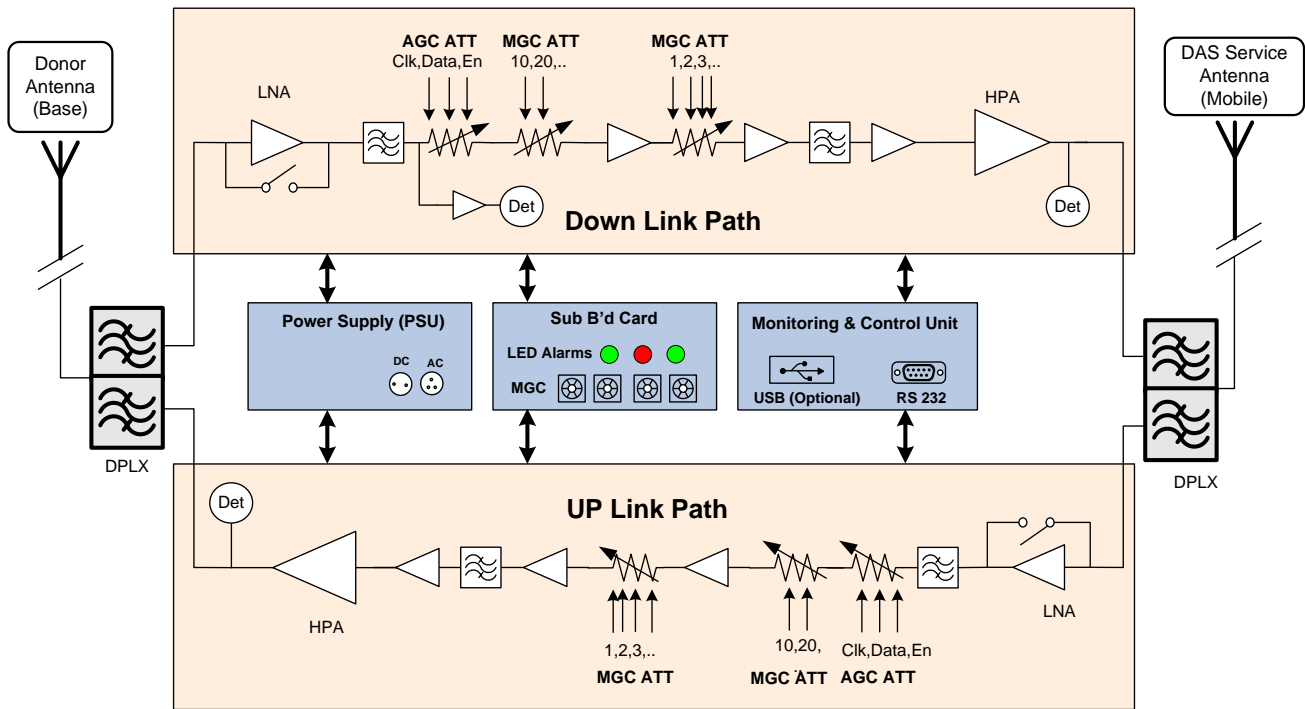 Donor
Antenna
(Base)
LNA
AGC ATT
Clk,Data,En
MGC ATT
10,20,..
MGC ATT
1,2,3,..
HPA
DAS Service
Antenna
(Mobile)
Det
Det
Down Link Path
Power Supply (PSU)
DC
AC
Sub B'd Card
LED Alarms
MGC
Monitoring & Control Unit
USB (Optional)
RS 232
DPLX
DPLX
Det
UP Link Path
HPA
LNA
1,2,3,..
MGC ATT
10,20,
..
MGC ATT
Clk,Data,En
AGC ATT